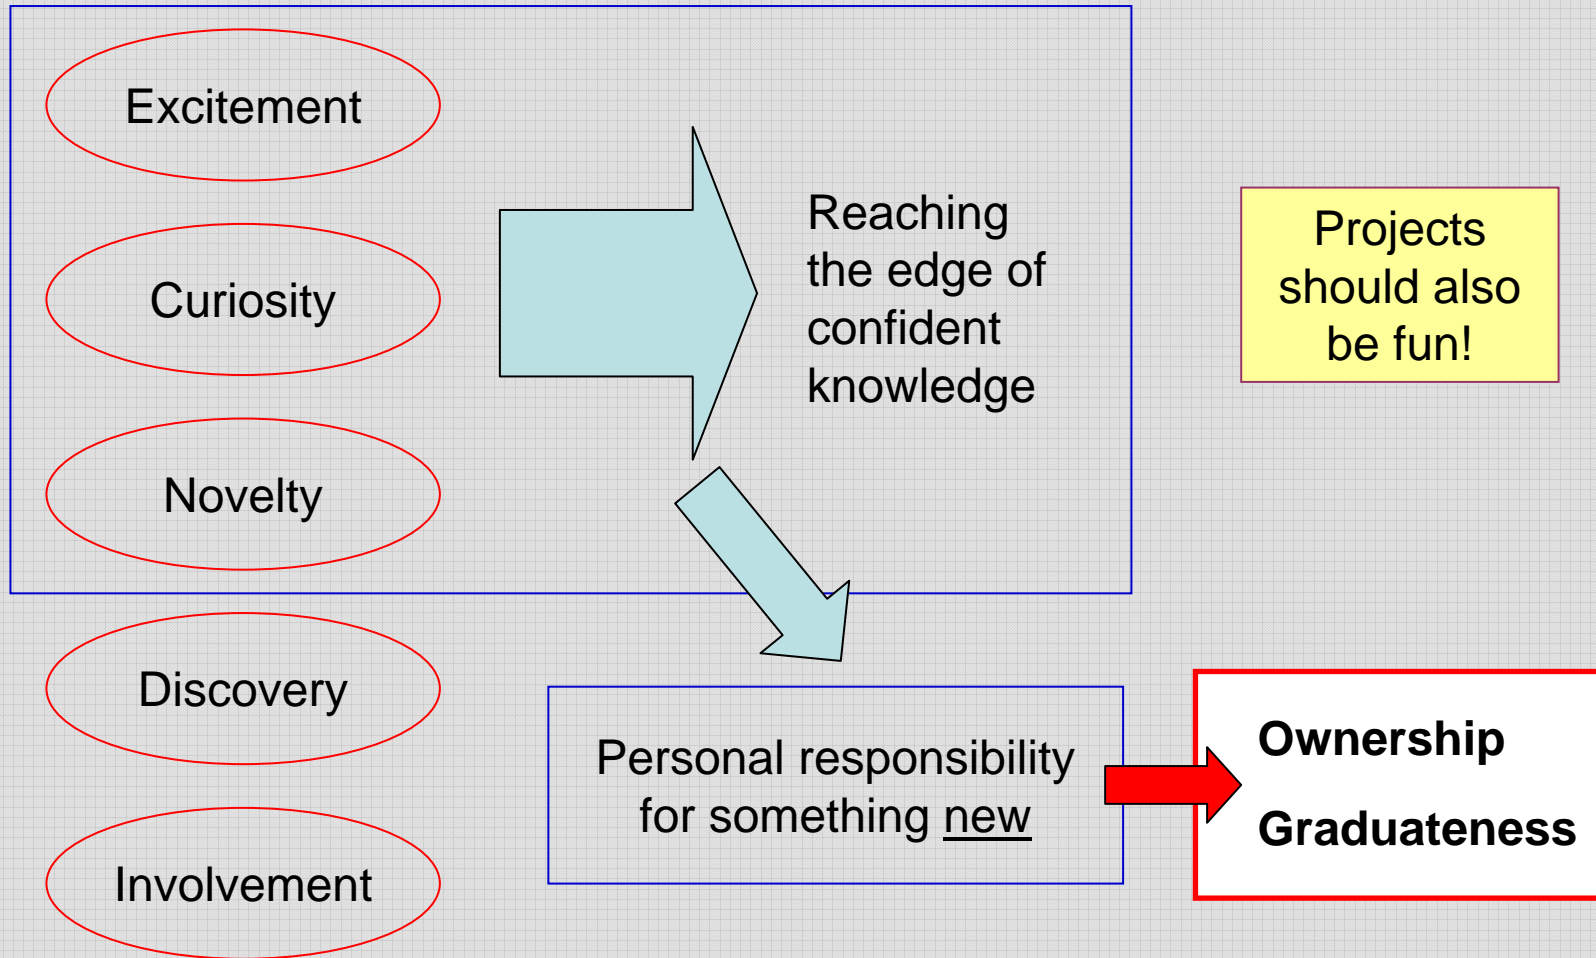 Excitement
Curiosity
Novelty
Discovery
Involvement
Reaching
the edge of
confident
knowledge
Projects
should also
be fun!
Personal responsibility
for something new
Ownership
Graduateness